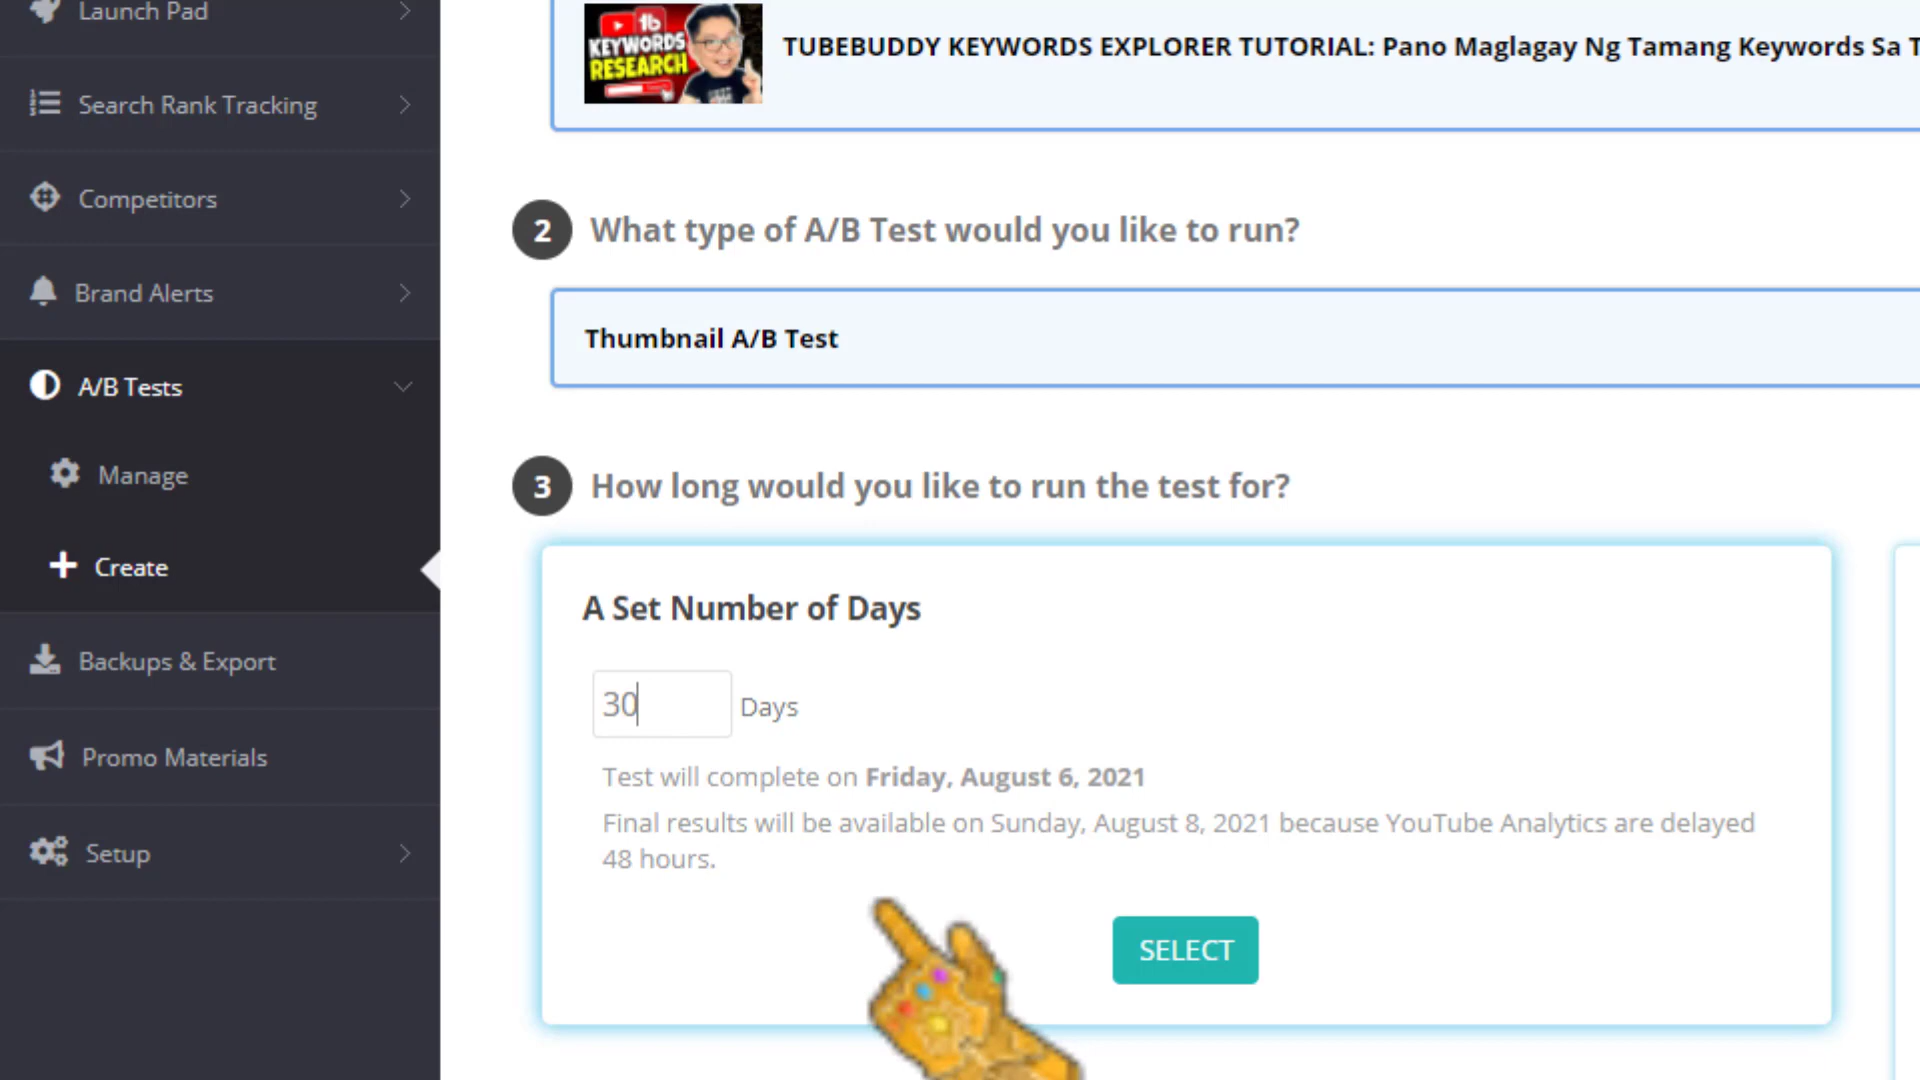 Launch Pad
Search Rank Tracking
Competitors
Brand Alerts
A/B Tests
Manage
Create
Backups & Export
Promo Materials
Setup
KEYWORDS
RESEARCH
TUBEBUDDY KEYWORDS EXPLORER TUTORIAL: Pano Maglagay Ng Tamang Keywords Sa
2 What type of A/B Test would you like to run?
Thumbnail A/B Test
3 How long would you like to run the test for?
A Set Number of Days
30 Days
Test will complete on Friday, August 6, 2021
Final results will be available on Sunday, August 8, 2021 because YouTube Analytics are delayed
48 hours.
SELECT